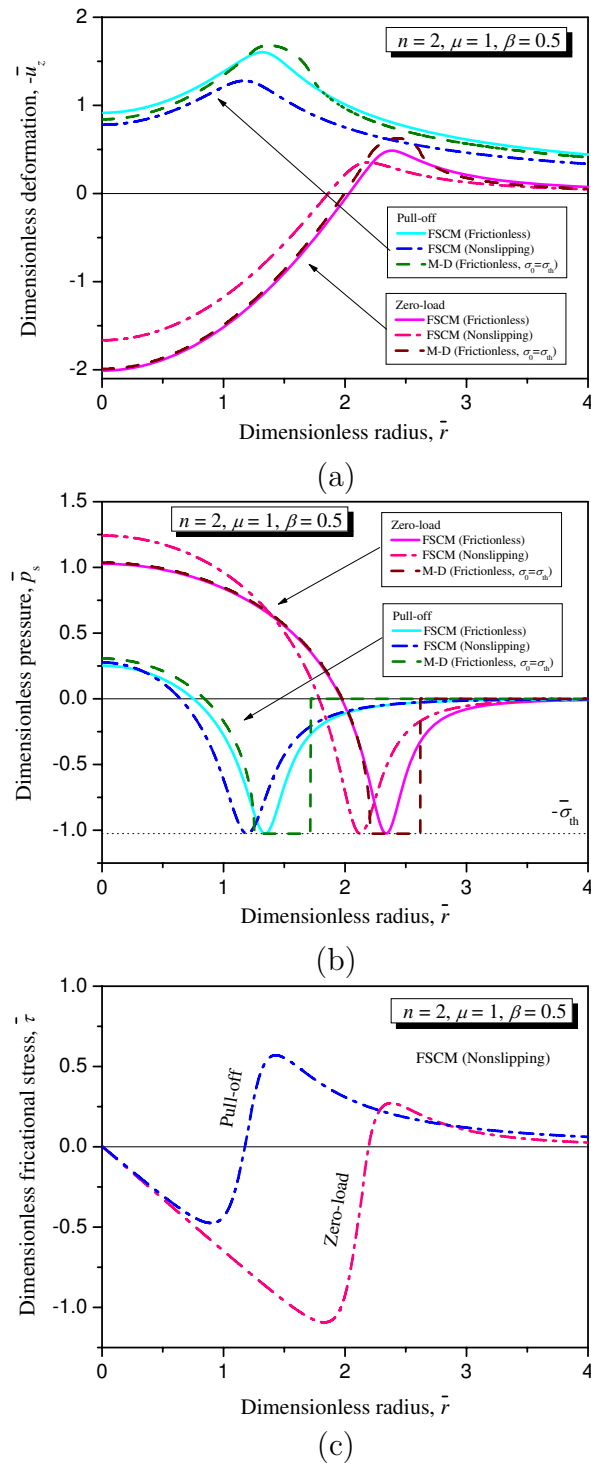 n = 2, μ = 1, β = 0.5
Dimensionless deformation, -u̅_z
2
1
0
-1
-2
Pull-off
FSCM (Frictionless)
FSCM (Nonslipping)
M-D (Frictionless, σ₀=σ_th)
Zero-load
FSCM (Frictionless)
FSCM (Nonslipping)
M-D (Frictionless, σ₀=σ_th)
0 1 2 3 4
Dimensionless radius, r̅
(a)
n = 2, μ = 1, β = 0.5
Dimensionless pressure, p̅_s
1.5
1.0
0.5
0.0
-0.5
-1.0
Zero-load
FSCM (Frictionless)
FSCM (Nonslipping)
M-D (Frictionless, σ₀=σ_th)
Pull-off
FSCM (Frictionless)
FSCM (Nonslipping)
M-D (Frictionless, σ₀=σ_th)
-σ̅_th
0 1 2 3 4
Dimensionless radius, r̅
(b)
n = 2, μ = 1, β = 0.5
FSCM (Nonslipping)
Dimensionless fricational stress, τ̅
1.0
0.5
0.0
-0.5
-1.0
Pull-off
Zero-load
0 1 2 3 4
Dimensionless radius, r̅
(c)